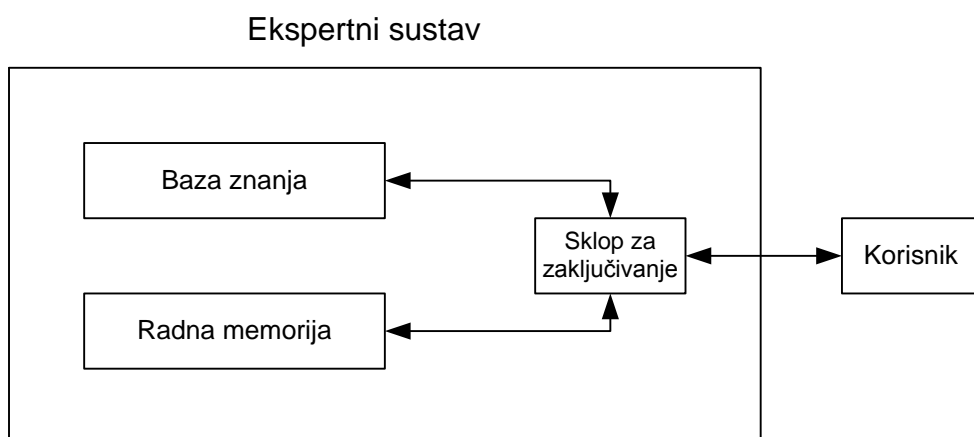 Ekspertni sustav
Baza znanja
Sklop za
zaključivanje
Korisnik
Radna memorija